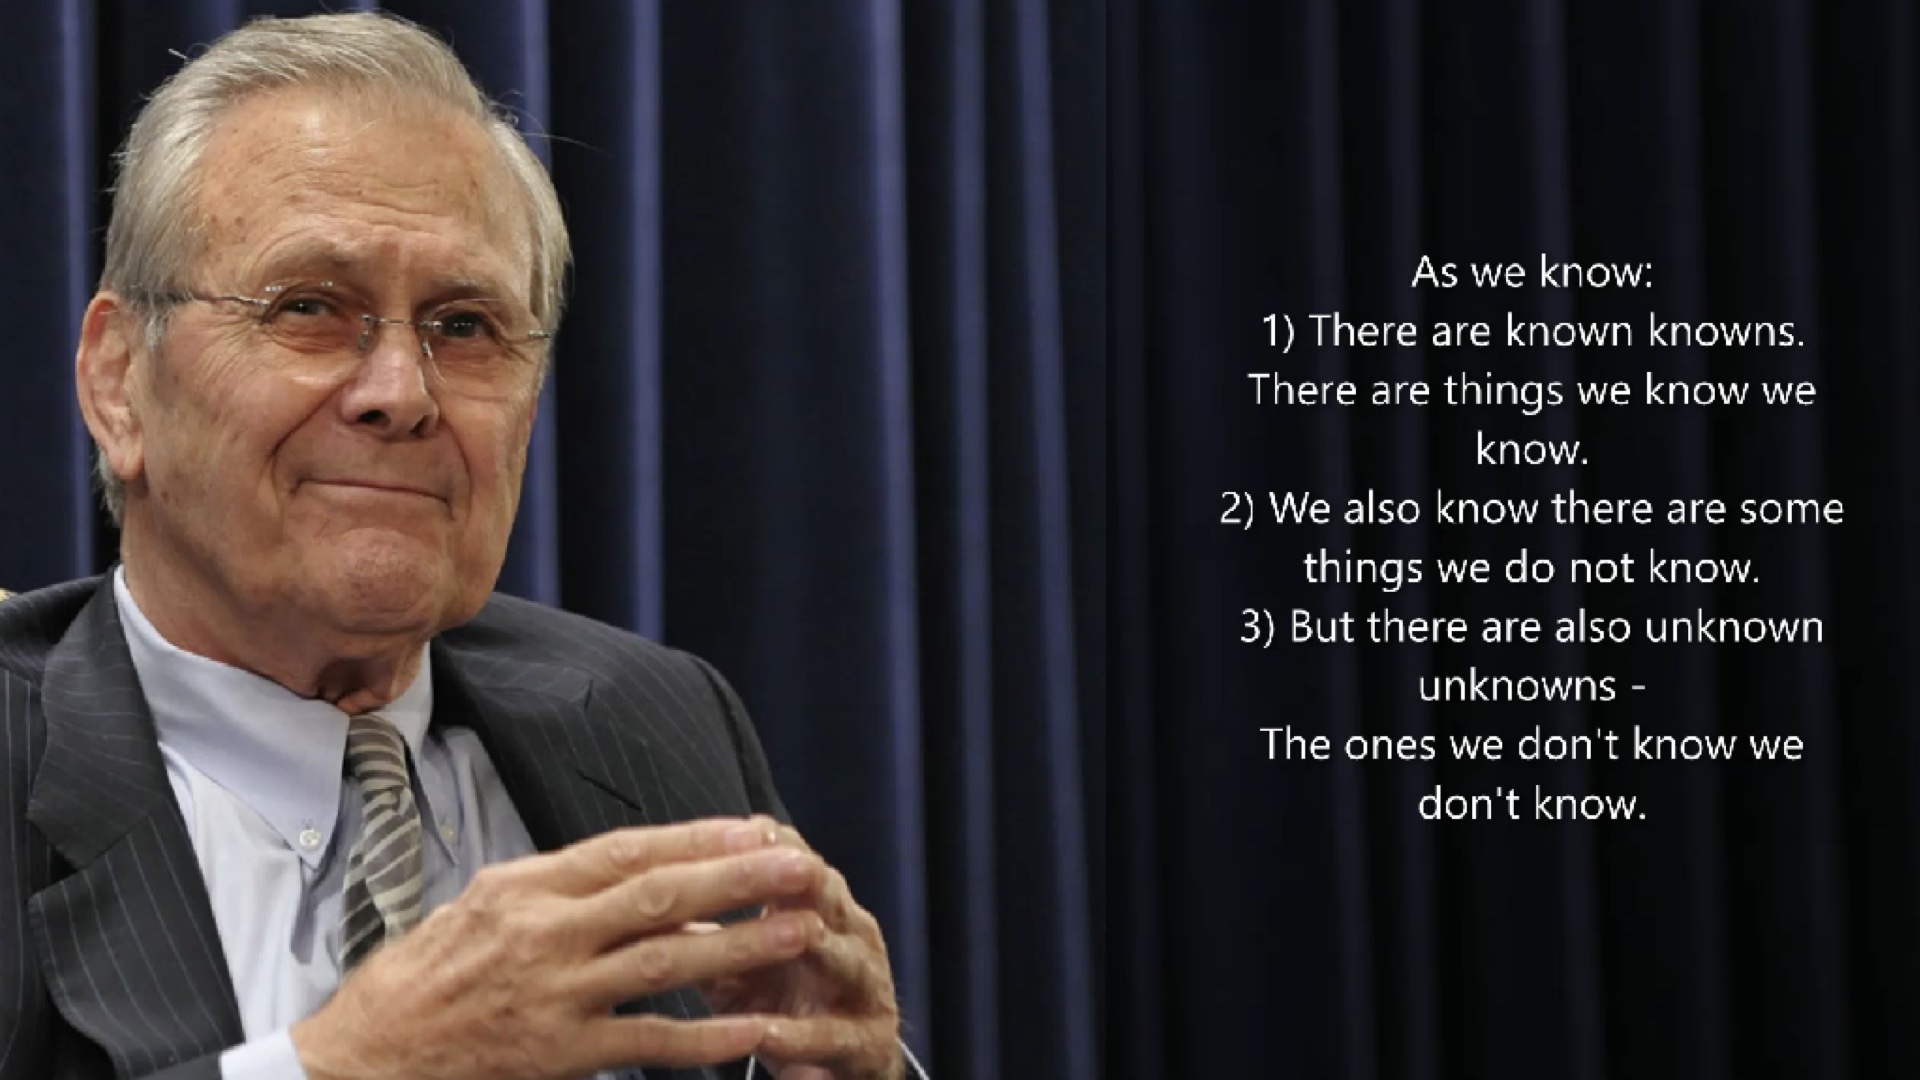 As we know:
1) There are known knowns.
There are things we know we
know.
2) We also know there are some
things we do not know.
3) But there are also unknown
unknowns -
The ones we don't know we
don't know.